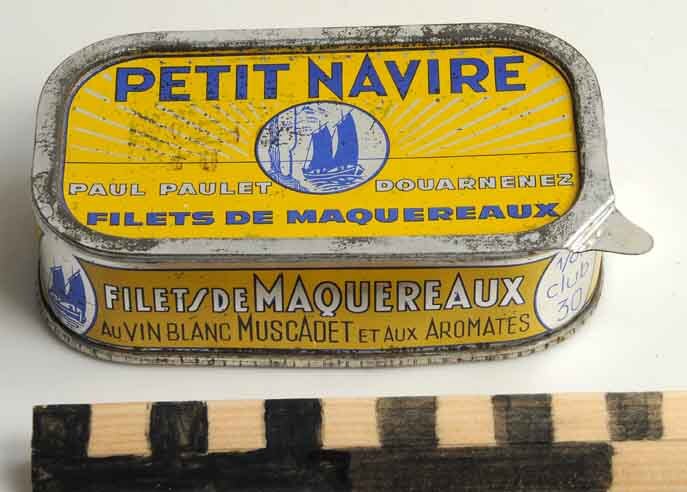 PETIT NAVIRE
PAUL PAULET DOUARNENEZ
FILETS DE MAQUEREAUX
FILETS DE MAQUEREAUX
AU VIN BLANC MUSCADET ET AUX AROMATES
club
30